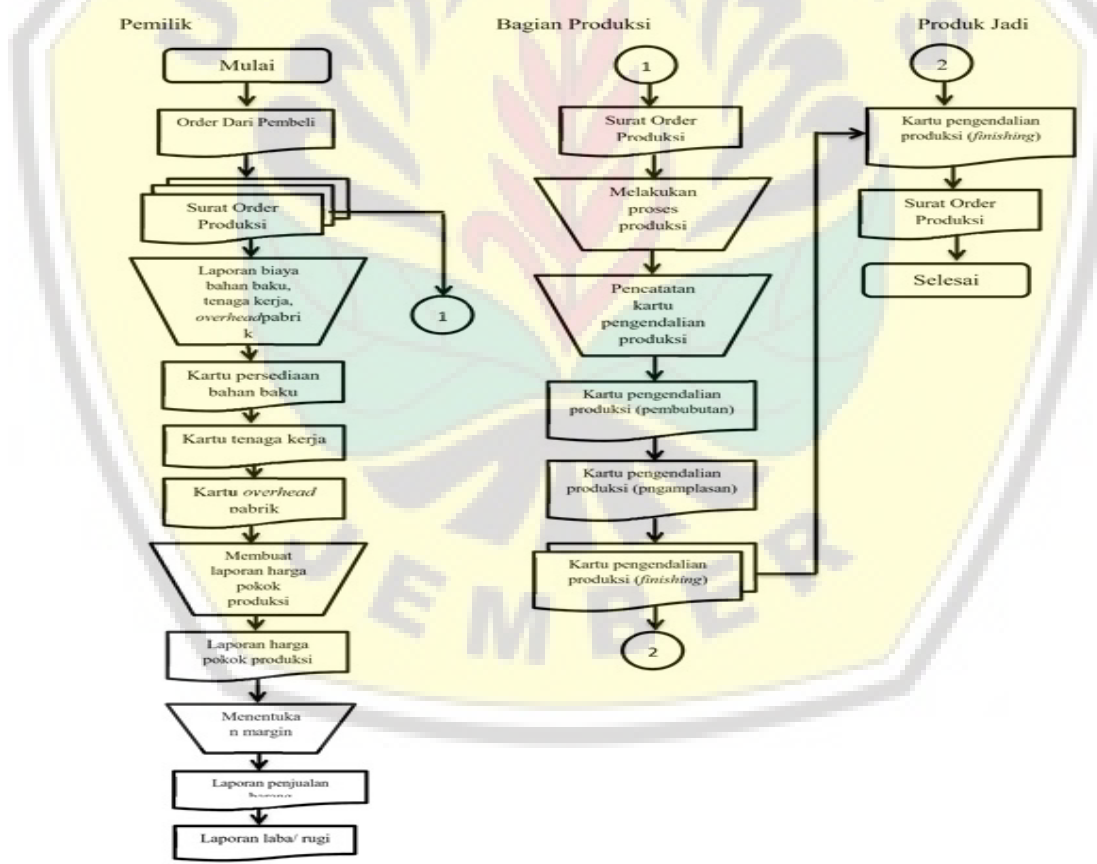 Pemilik
Mulai
Order Dari Pembeli
Surat Order
Produksi
Laporan biaya
bahan baku,
tenaga kerja,
overheadpabri
k
1
Kartu persediaan
bahan baku
Kartu tenaga kerja
Kartu overhead
pabrik
Membuat
laporan harga
pokok
produksi
Laporan harga
pokok produksi
Menentuka
n margin
Laporan penjualan
Laporan laba/ rugi
Bagian Produksi
1
Surat Order
Produksi
Melakukan
proses
produksi
Pencatatan
kartu
pengendalian
produksi
Kartu pengendalian
produksi (pembubutan)
Kartu pengendalian
produksi (pngamplasan)
Kartu pengendalian
produksi (finishing)
2
Produk Jadi
2
Kartu pengendalian
produksi (finishing)
Surat Order
Produksi
Selesai
JEMBER